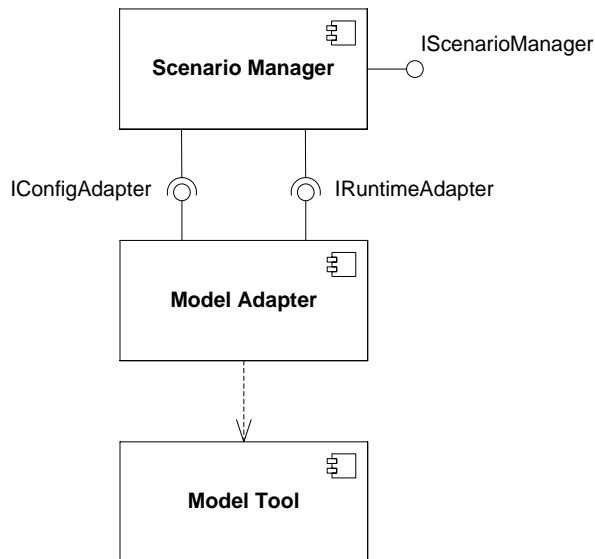 IScenarioManager
Scenario Manager
IConfigAdapter
IRuntimeAdapter
Model Adapter
Model Tool